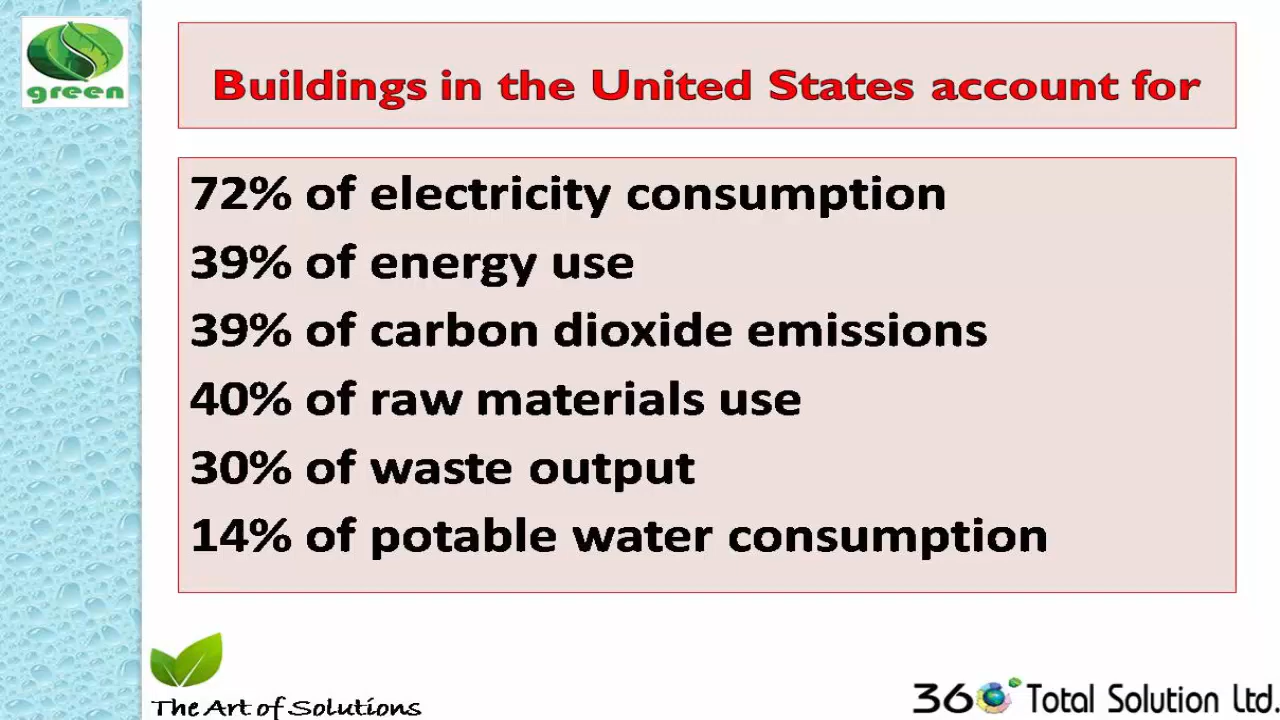 green
Buildings in the United States account for
72% of electricity consumption
39% of energy use
39% of carbon dioxide emissions
40% of raw materials use
30% of waste output
14% of potable water consumption
The Art of Solutions
360 Total Solution Ltd.